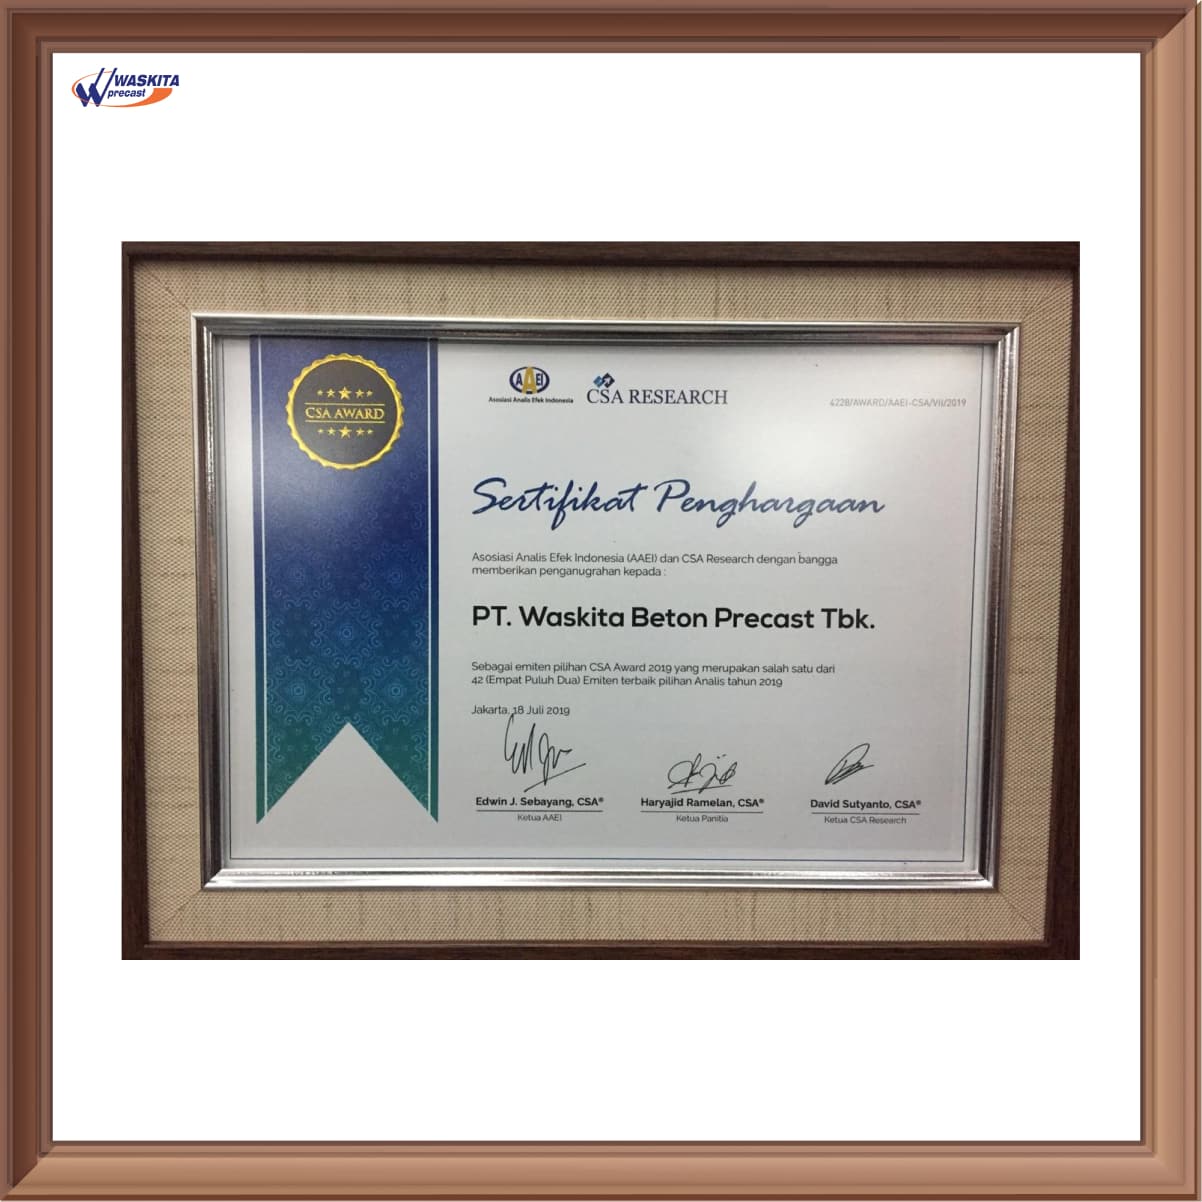 WASKITA
precast
CSA AWARD
AAEI
Asosiasi Analis Efek Indonesia
CSA RESEARCH
4228/AWARD/AAEI-CSA/VII/2019
Sertifikat Penghargaan
Asosiasi Analis Efek Indonesia (AAEI) dan CSA Research dengan bangga
memberikan penganugrahan kepada :
PT. Waskita Beton Precast Tbk.
Sebagai emiten pilihan CSA Award 2019 yang merupakan salah satu dari
42 (Empat Puluh Dua) Emiten terbaik pilihan Analis tahun 2019
Jakarta, 18 Juli 2019
Edwin J. Sebayang, CSA®
Ketua AAEI
Haryajid Ramelan, CSA®
Ketua Panitia
David Sutyanto, CSA®
Ketua CSA Research